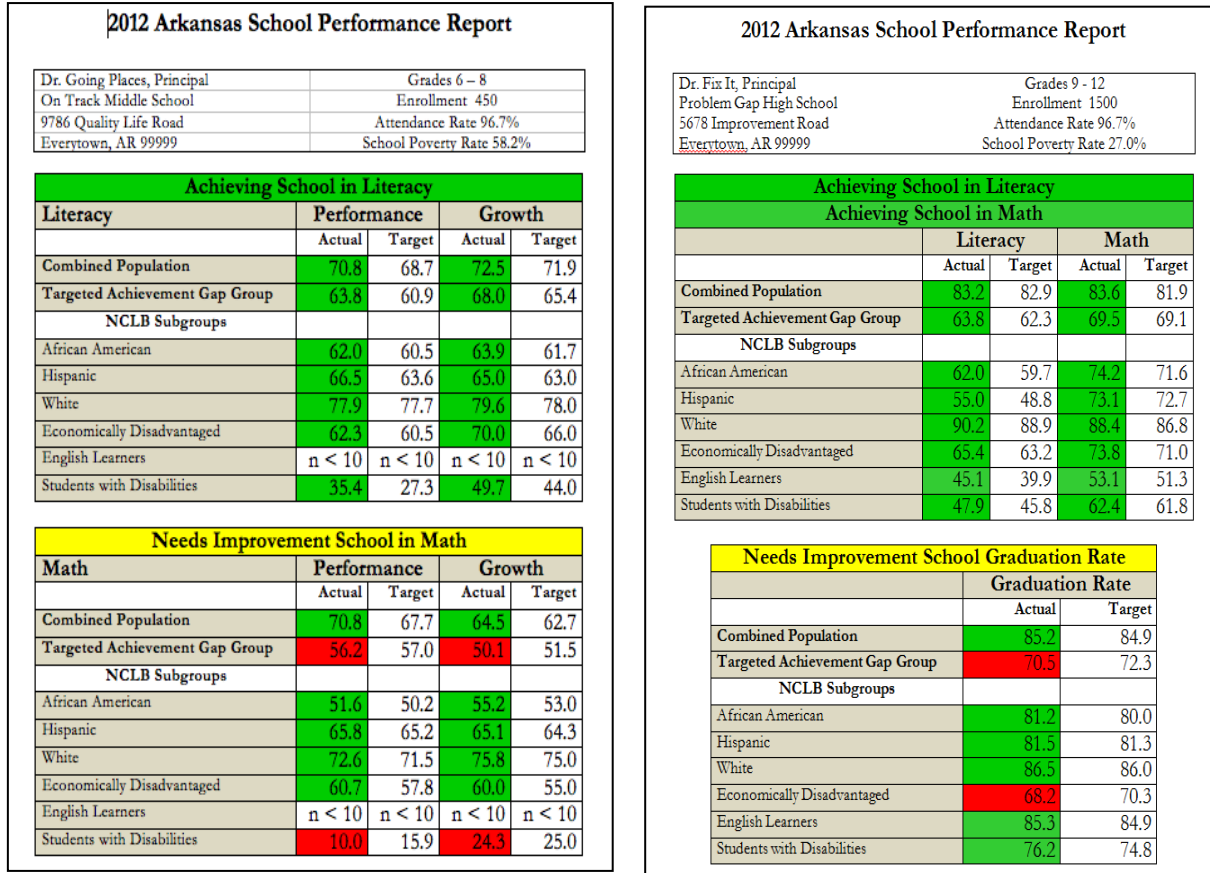 2012 Arkansas School Performance Report
Dr. Going Places, Principal Grades 6 – 8
On Track Middle School Enrollment 450
9786 Quality Life Road Attendance Rate 96.7%
Everytown, AR 99999 School Poverty Rate 58.2%
Achieving School in Literacy
Literacy Performance Growth
Actual Target Actual Target
Combined Population 70.8 68.7 72.5 71.9
Targeted Achievement Gap Group 63.8 60.9 68.0 65.4
NCLB Subgroups
African American 62.0 60.5 63.9 61.7
Hispanic 66.5 63.6 65.0 63.0
White 77.9 77.7 79.6 78.0
Economically Disadvantaged 62.3 60.5 70.0 66.0
English Learners n < 10 n < 10 n < 10 n < 10
Students with Disabilities 35.4 27.3 49.7 44.0
Needs Improvement School in Math
Math Performance Growth
Actual Target Actual Target
Combined Population 70.8 67.7 64.5 62.7
Targeted Achievement Gap Group 56.2 57.0 50.1 51.5
NCLB Subgroups
African American 51.6 50.2 55.2 53.0
Hispanic 65.8 65.2 65.1 64.3
White 72.6 71.5 75.8 75.0
Economically Disadvantaged 60.7 57.8 60.0 55.0
English Learners n < 10 n < 10 n < 10 n < 10
Students with Disabilities 10.0 15.9 24.3 25.0
2012 Arkansas School Performance Report
Dr. Fix It, Principal Grades 9 - 12
Problem Gap High School Enrollment 1500
5678 Improvement Road Attendance Rate 96.7%
Everytown, AR 99999 School Poverty Rate 27.0%
Achieving School in Literacy
Achieving School in Math
Literacy Math
Actual Target Actual Target
Combined Population 83.2 82.9 83.6 81.9
Targeted Achievement Gap Group 63.8 62.3 69.5 69.1
NCLB Subgroups
African American 62.0 59.7 74.2 71.6
Hispanic 55.0 48.8 73.1 72.7
White 90.2 88.9 88.4 86.8
Economically Disadvantaged 65.4 63.2 73.8 71.0
English Learners 45.1 39.9 53.1 51.3
Students with Disabilities 47.9 45.8 62.4 61.8
Needs Improvement School Graduation Rate
Graduation Rate
Actual Target
Combined Population 85.2 84.9
Targeted Achievement Gap Group 70.5 72.3
NCLB Subgroups
African American 81.2 80.0
Hispanic 81.5 81.3
White 86.5 86.0
Economically Disadvantaged 68.2 70.3
English Learners 85.3 84.9
Students with Disabilities 76.2 74.8